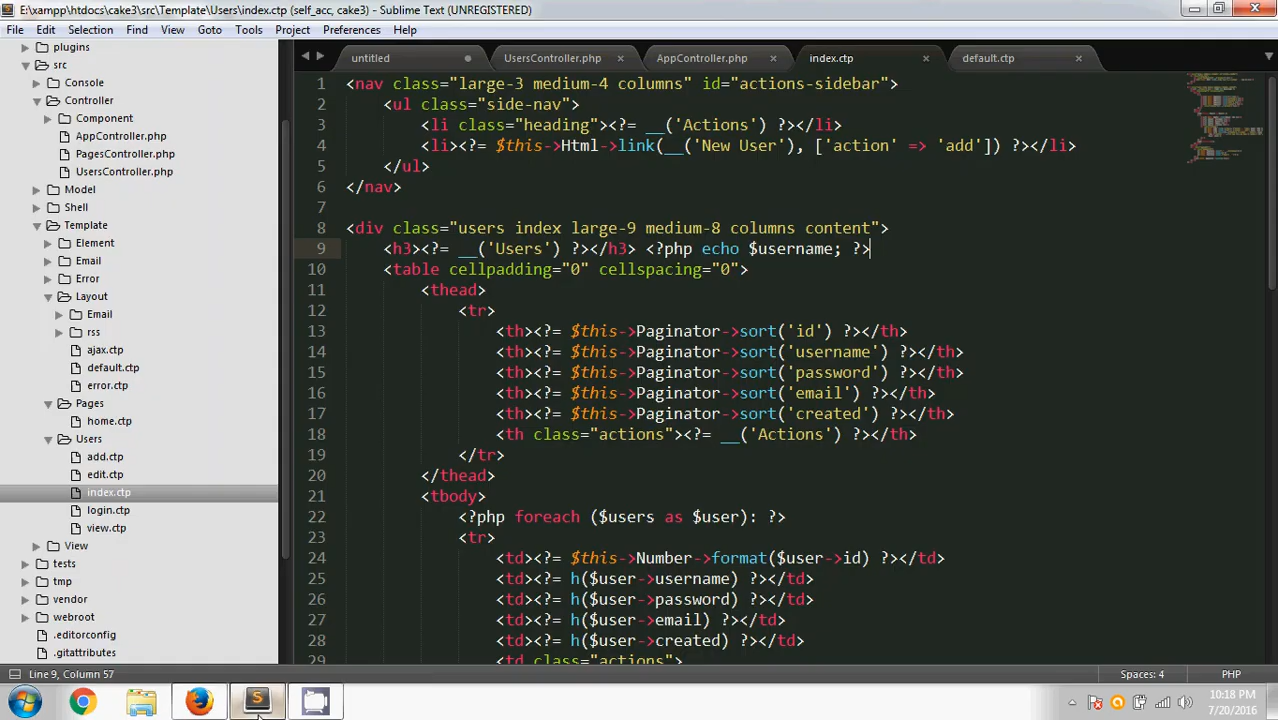 E:\xampp\htdocs\cake3\src\Template\Users\index.ctp (self_acc, cake3) - Sublime Text (UNREGISTERED)
File Edit Selection Find View Goto Tools Project Preferences Help
plugins
src
Console
Controller
Component
AppController.php
PagesController.php
UsersController.php
Model
Shell
Template
Element
Email
Error
Layout
Email
rss
ajax.ctp
default.ctp
error.ctp
Pages
home.ctp
Users
add.ctp
edit.ctp
index.ctp
login.ctp
view.ctp
View
tests
tmp
vendor
webroot
.editorconfig
.gitattributes
untitled UsersController.php AppController.php index.ctp default.ctp
1 <nav class="large-3 medium-4 columns" id="actions-sidebar">
2 <ul class="side-nav">
3 <li class="heading"><?= __('Actions') ?></li>
4 <li><?= $this->Html->link(__('New User'), ['action' => 'add']) ?></li>
5 </ul>
6 </nav>
7
8 <div class="users index large-9 medium-8 columns content">
9 <h3><?= __('Users') ?></h3> <?php echo $username; ?>
10 <table cellpadding="0" cellspacing="0">
11 <thead>
12 <tr>
13 <th><?= $this->Paginator->sort('id') ?></th>
14 <th><?= $this->Paginator->sort('username') ?></th>
15 <th><?= $this->Paginator->sort('password') ?></th>
16 <th><?= $this->Paginator->sort('email') ?></th>
17 <th><?= $this->Paginator->sort('created') ?></th>
18 <th class="actions"><?= __('Actions') ?></th>
19 </tr>
20 </thead>
21 <tbody>
22 <?php foreach ($users as $user): ?>
23 <tr>
24 <td><?= $this->Number->format($user->id) ?></td>
25 <td><?= h($user->username) ?></td>
26 <td><?= h($user->password) ?></td>
27 <td><?= h($user->email) ?></td>
28 <td><?= h($user->created) ?></td>
29 <td class="actions">
Line 9, Column 57 Spaces: 4 PHP
10:18 PM
7/20/2016